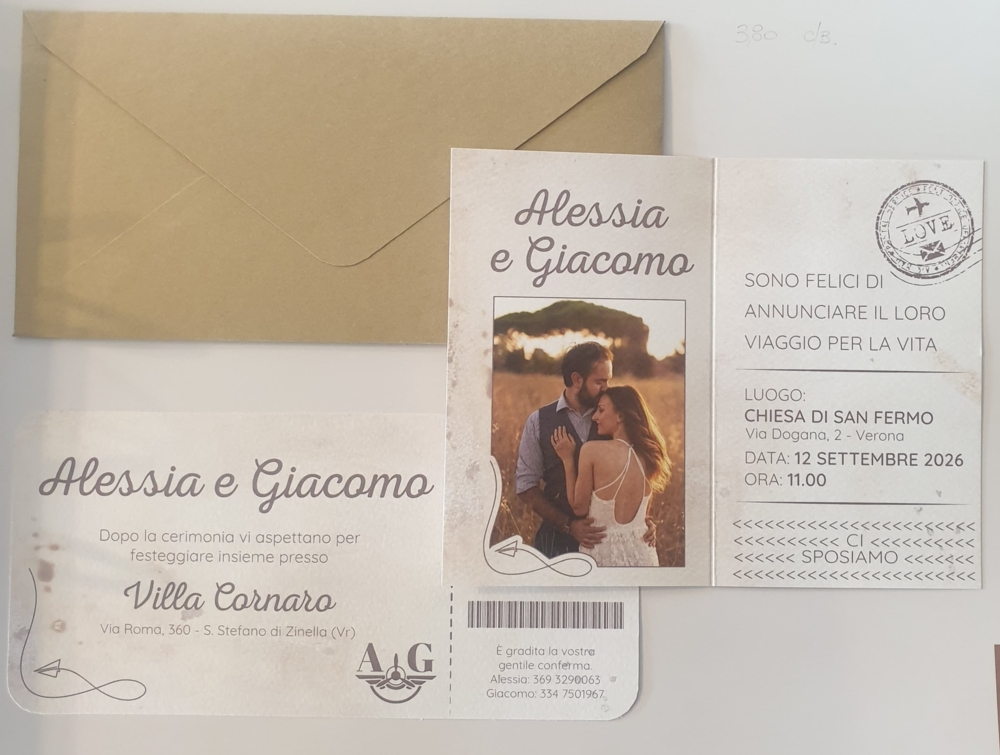 3,80 c/B.
Alessia
e Giacomo
LOVE
SONO FELICI DI
ANNUNCIARE IL LORO
VIAGGIO PER LA VITA
LUOGO:
CHIESA DI SAN FERMO
Via Dogana, 2 - Verona
DATA: 12 SETTEMBRE 2026
ORA: 11.00
<<<<<<<<<<<<<<<<<<<<<<<
<<<<<<<<<< CI <<<<<<<<<<
<<<<<< SPOSIAMO <<<<<<<
<<<<<<<<<<<<<<<<<<<<<<<
Alessia e Giacomo
Dopo la cerimonia vi aspettano per
festeggiare insieme presso
Villa Cornaro
Via Roma, 360 - S. Stefano di Zinella (Vr)
A G
È gradita la vostra
gentile conferma.
Alessia: 369 3290063
Giacomo: 334 7501967